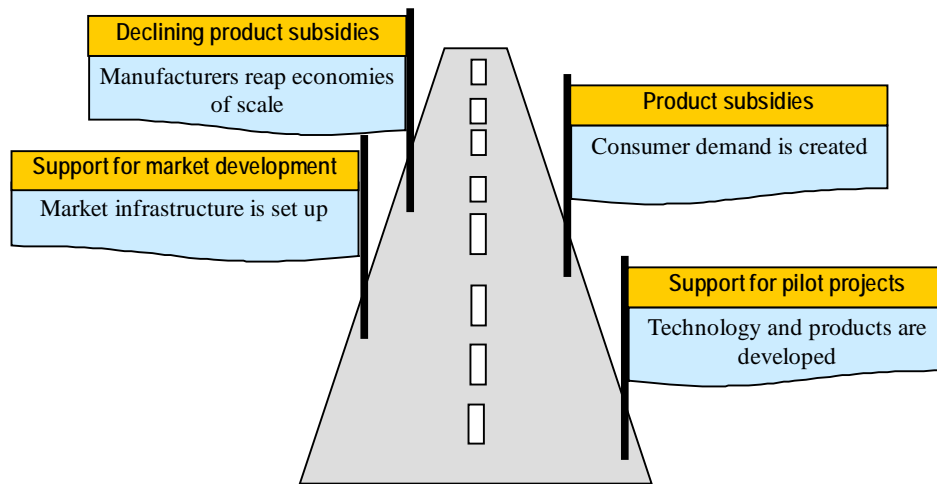 Declining product subsidies
Manufacturers reap economies
of scale
Product subsidies
Consumer demand is created
Support for market development
Market infrastructure is set up
Support for pilot projects
Technology and products are
developed